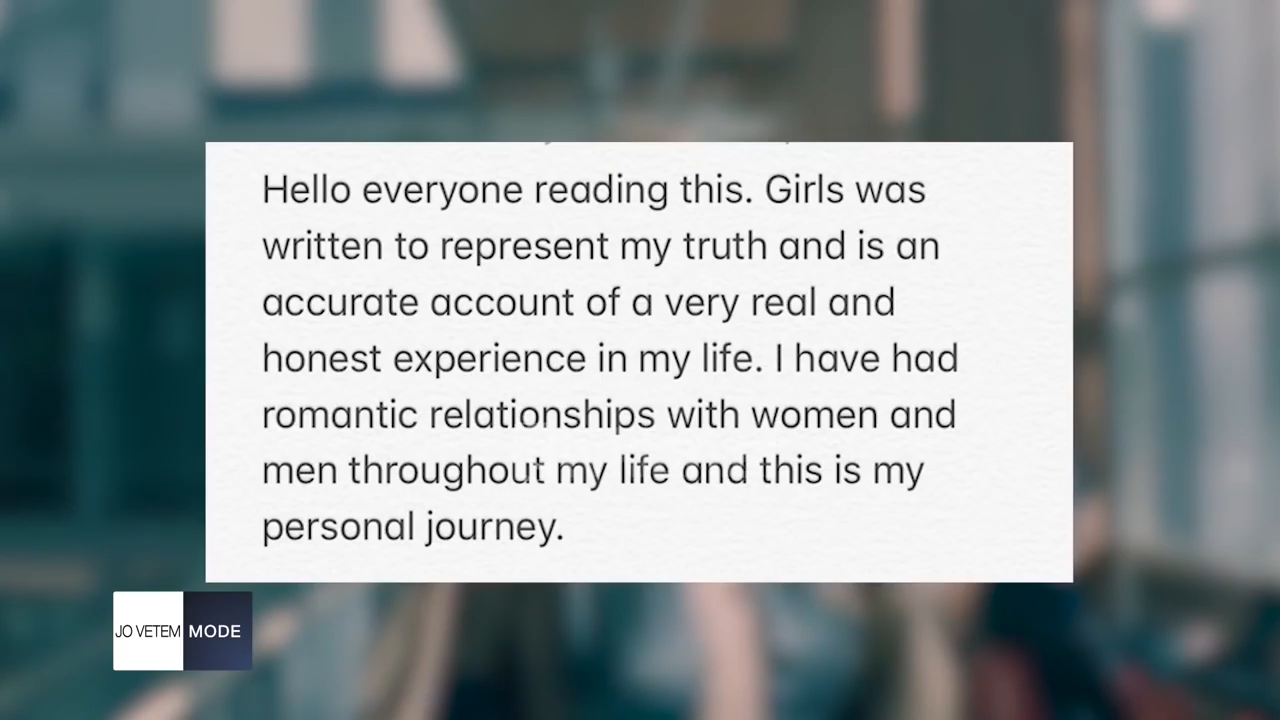 Hello everyone reading this. Girls was
written to represent my truth and is an
accurate account of a very real and
honest experience in my life. I have had
romantic relationships with women and
men throughout my life and this is my
personal journey.
JO VETEM MODE